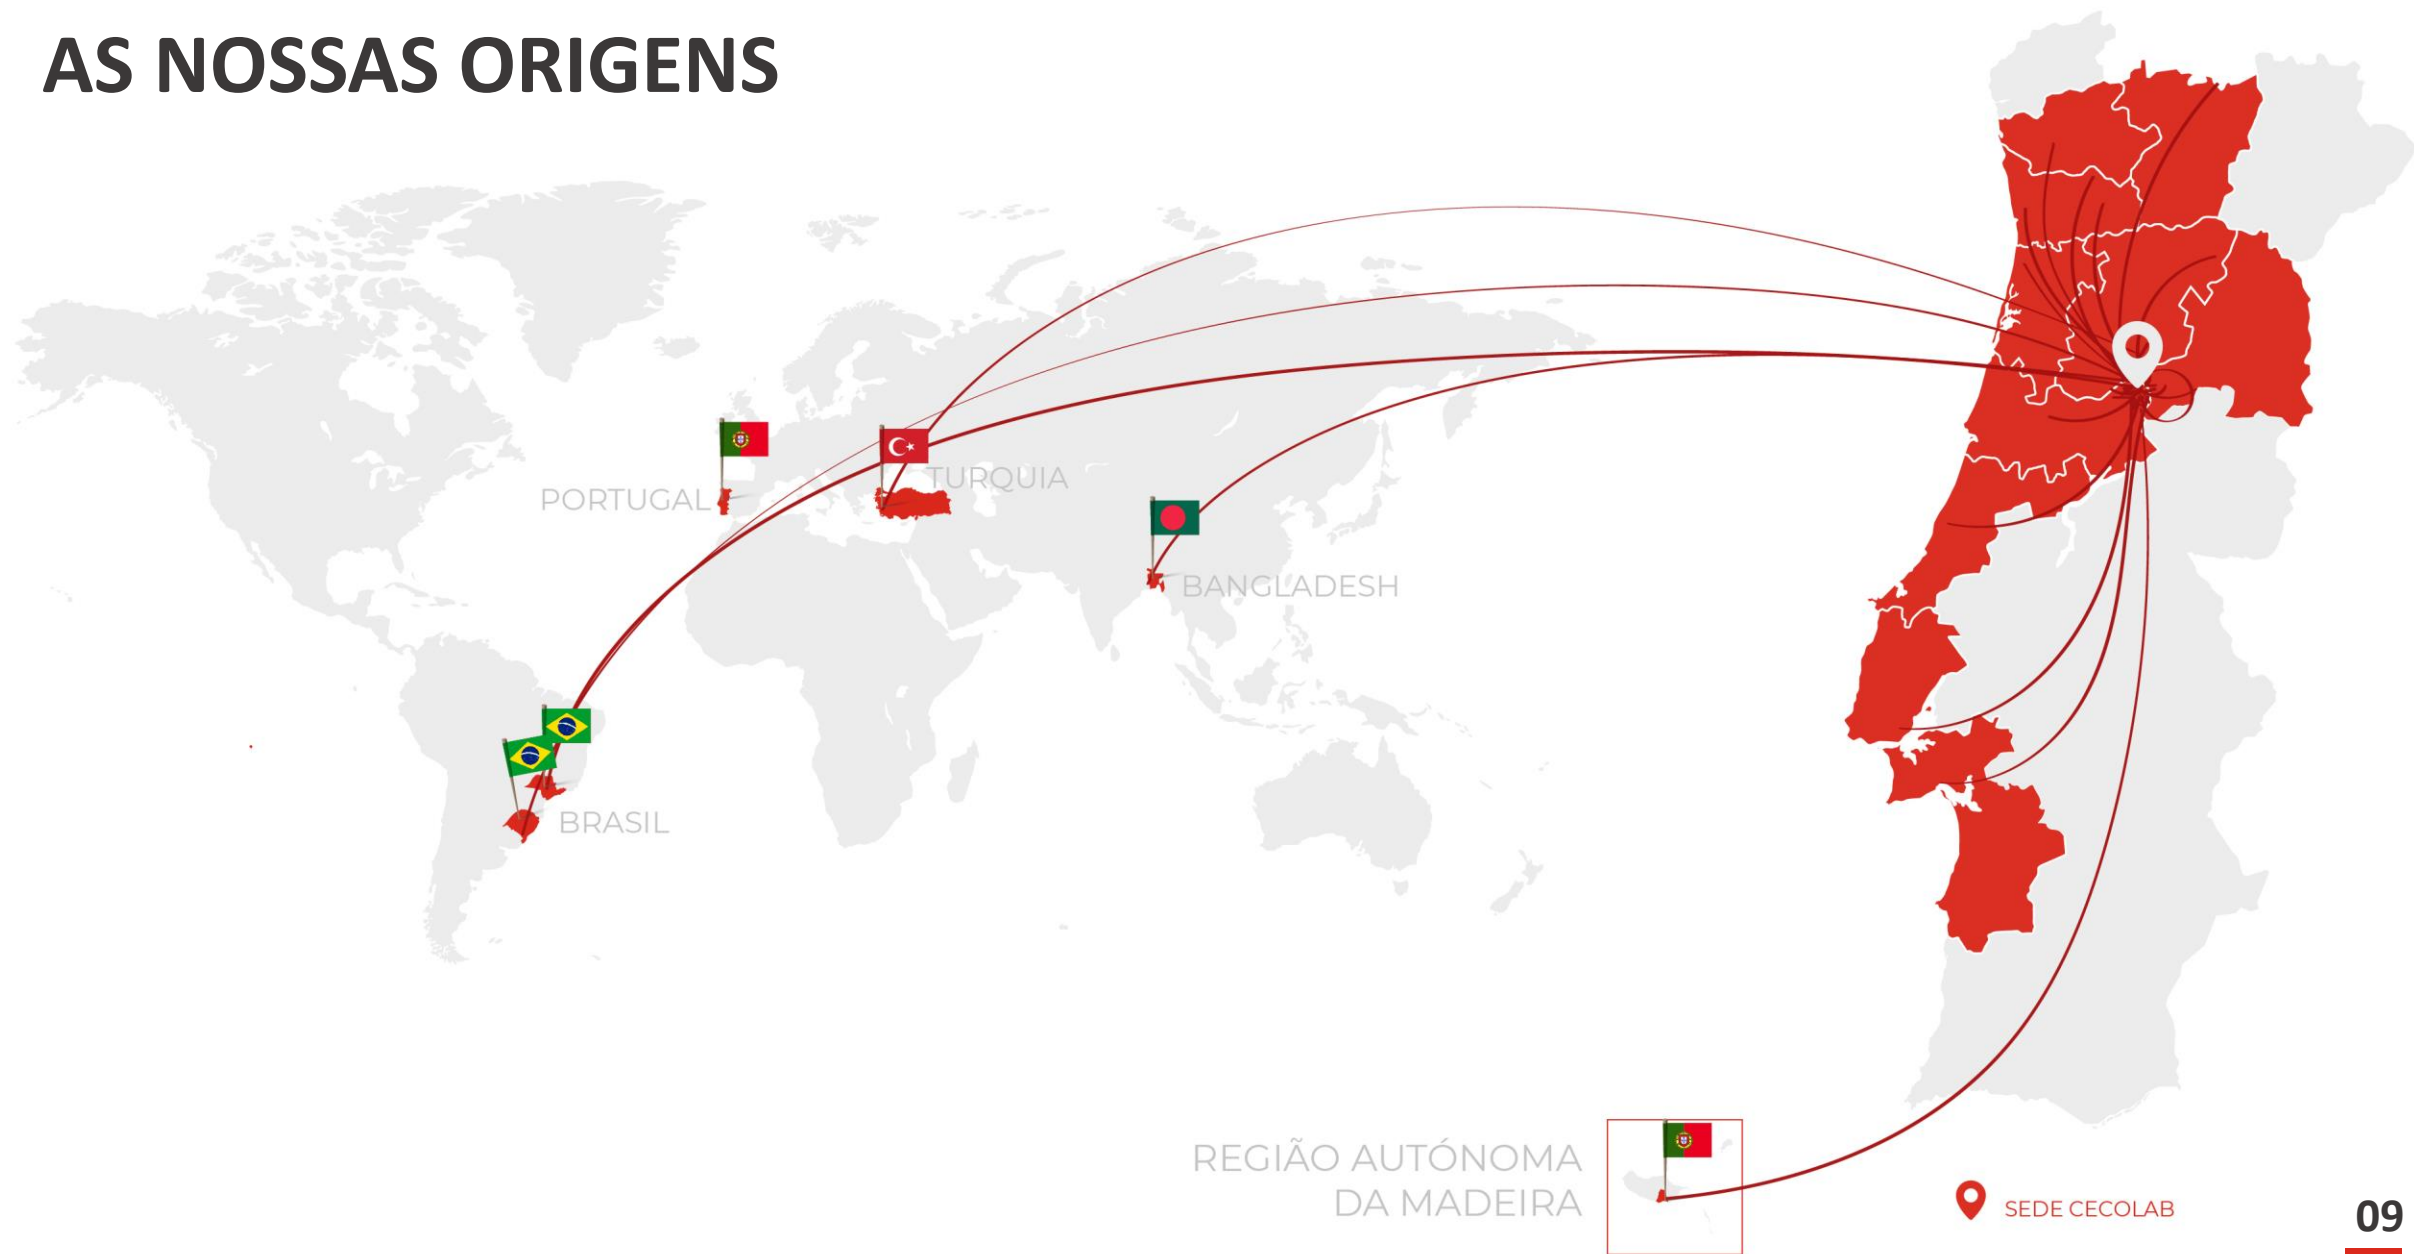 AS NOSSAS ORIGENS
PORTUGAL
TURQUIA
BANGLADESH
BRASIL
REGIÃO AUTÓNOMA
DA MADEIRA
SEDE CECOLAB
09